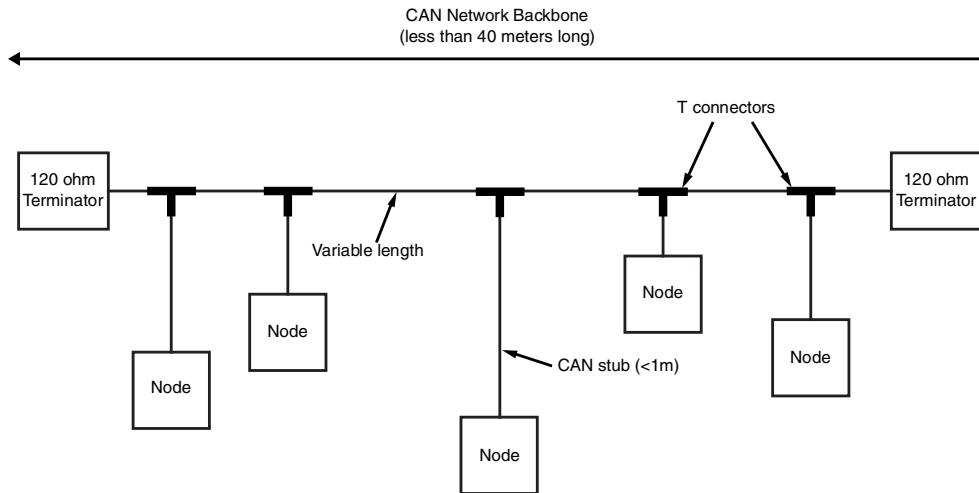 CAN Network Backbone
(less than 40 meters long)
T connectors
120 ohm
Terminator
120 ohm
Terminator
Variable length
Node
Node
Node
CAN stub (<1m)
Node
Node